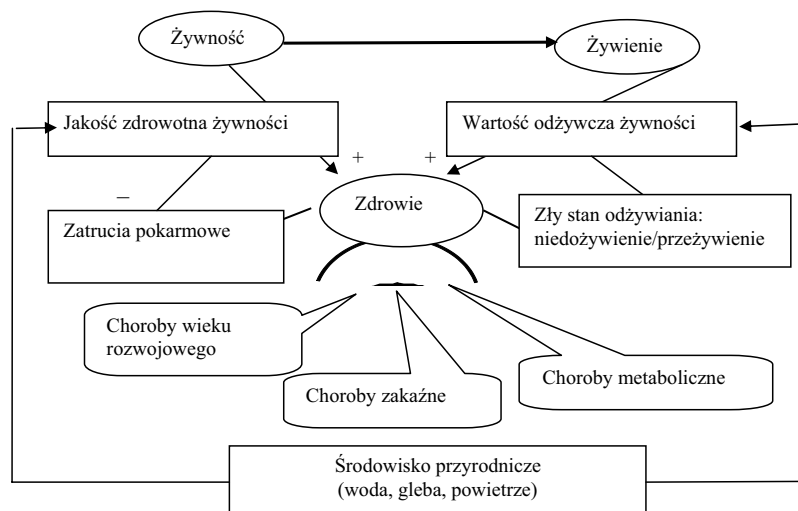 Żywność
Żywienie
Jakość zdrowotna żywności
Wartość odżywcza żywności
+
+
Zdrowie
–
Zatrucia pokarmowe
Zły stan odżywiania:
niedożywienie/przeżywienie
Choroby wieku
rozwojowego
Choroby zakaźne
Choroby metaboliczne
Środowisko przyrodnicze
(woda, gleba, powietrze)